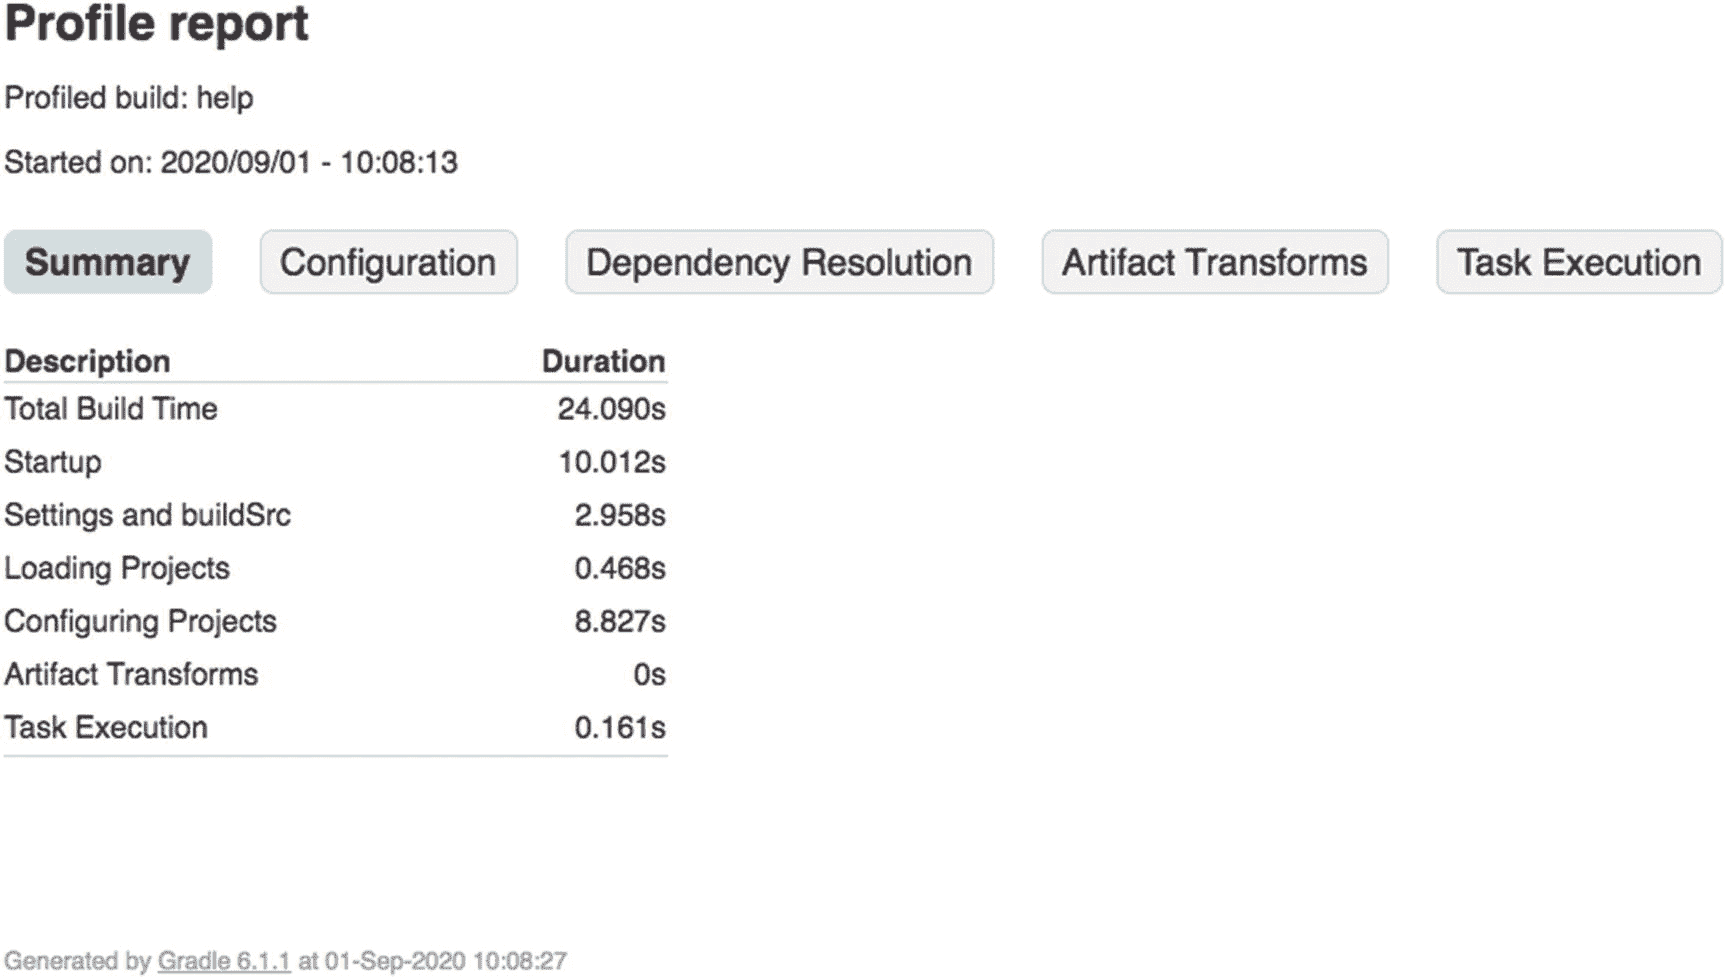 Profile report
Profiled build: help
Started on: 2020/09/01 - 10:08:13
Summary Configuration Dependency Resolution Artifact Transforms Task Execution
Description Duration
Total Build Time 24.090s
Startup 10.012s
Settings and buildSrc 2.958s
Loading Projects 0.468s
Configuring Projects 8.827s
Artifact Transforms 0s
Task Execution 0.161s
Generated by Gradle 6.1.1 at 01-Sep-2020 10:08:27